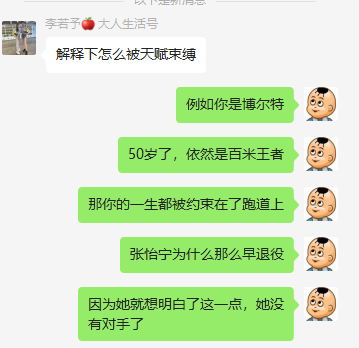 以下是新消息
李若予🍎 大人生活号
解释下怎么被天赋束缚
例如你是博尔特
50岁了，依然是百米王者
那你的一生都被约束在了跑道上
张怡宁为什么那么早退役
因为她就想明白了这一点，她没
有对手了